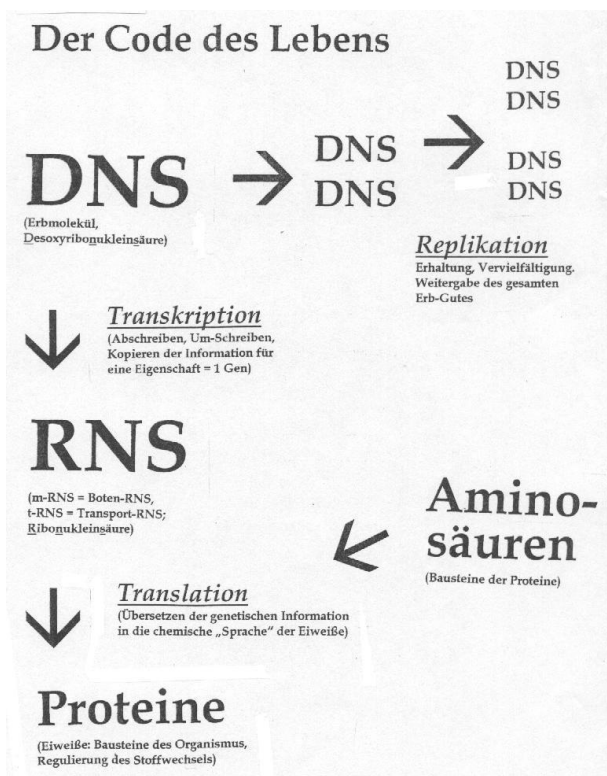 Der Code des Lebens
DNS
DNS
DNS
DNS
DNS
DNS
DNS
(Erbmolekül,
Desoxyribonukleinsäure)
Replikation
Erhaltung, Vervielfältigung.
Weitergabe des gesamten
Erb-Gutes
Transkription
(Abschreiben, Um-Schreiben,
Kopieren der Information für
eine Eigenschaft = 1 Gen)
RNS
(m-RNS = Boten-RNS,
t-RNS = Transport-RNS;
Ribonukleinsäure)
Amino-
säuren
(Bausteine der Proteine)
Translation
(Übersetzen der genetischen Information
in die chemische „Sprache“ der Eiweiße)
Proteine
(Eiweiße: Bausteine des Organismus,
Regulierung des Stoffwechsels)